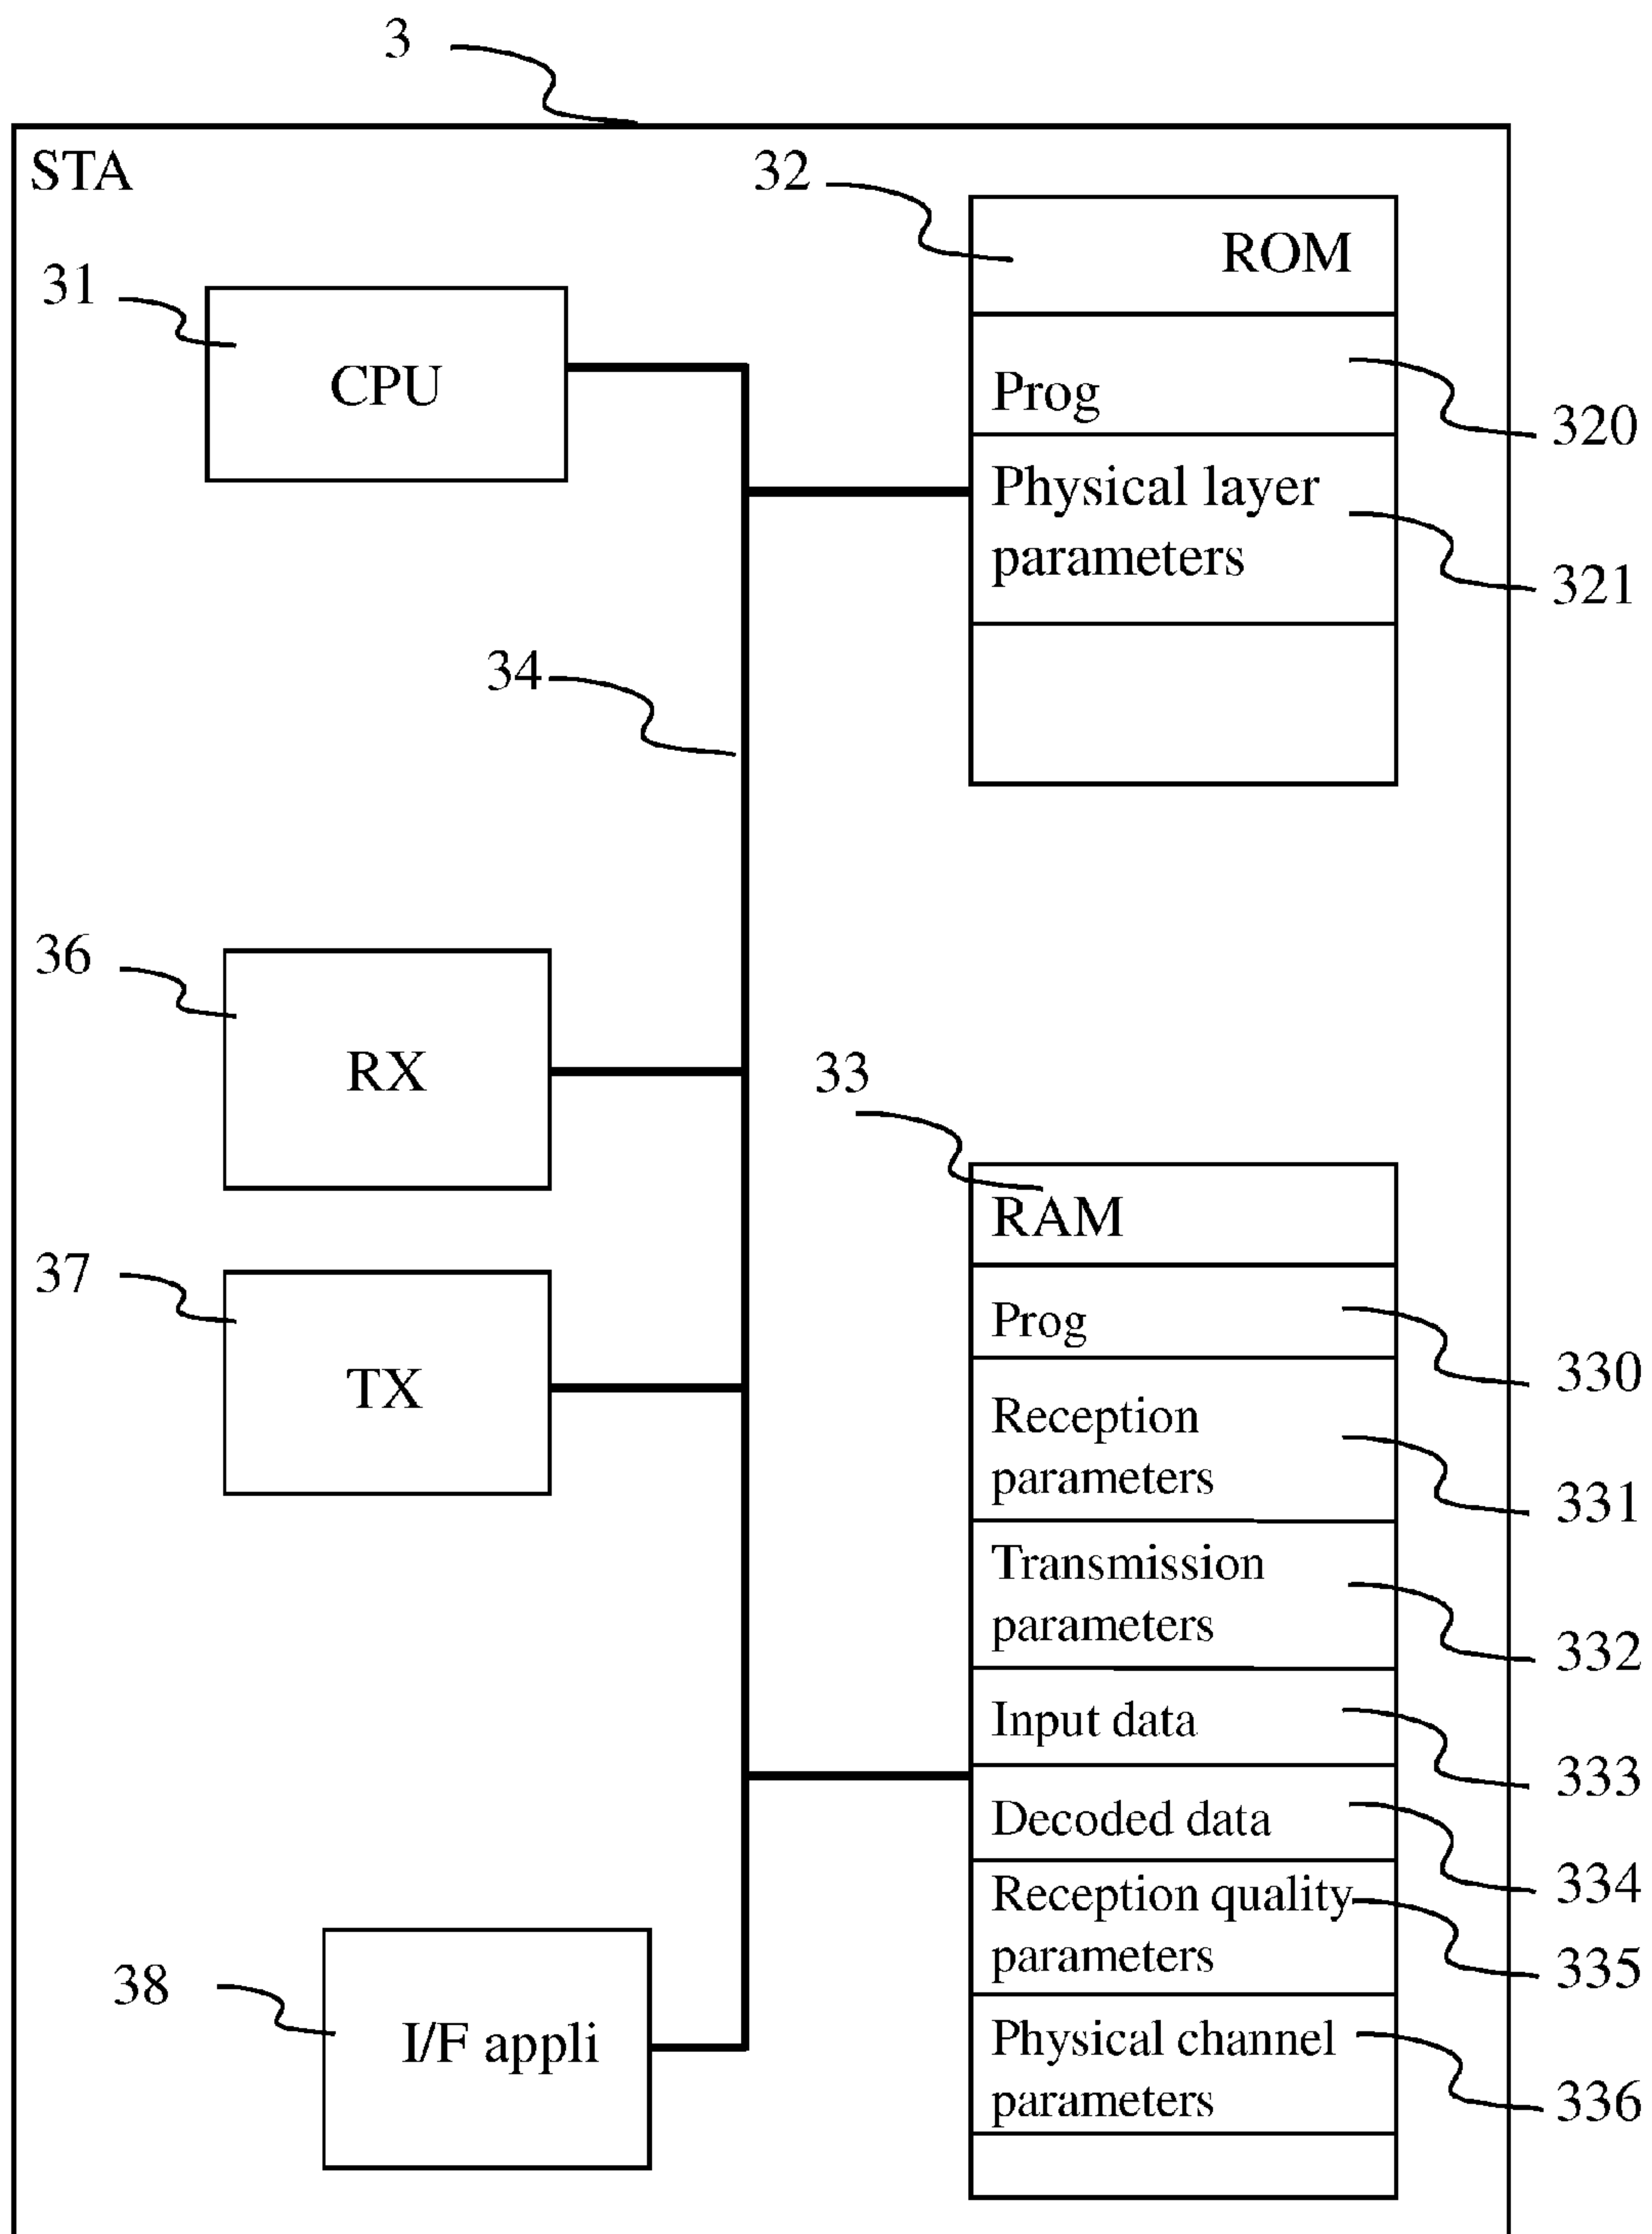 3
STA
32
ROM
31
CPU
Prog
320
Physical layer
parameters
321
34
36
RX
33
RAM
37
TX
Prog
330
Reception
parameters
331
Transmission
parameters
332
Input data
333
Decoded data
334
Reception quality
parameters
335
38
I/F appli
Physical channel
parameters
336